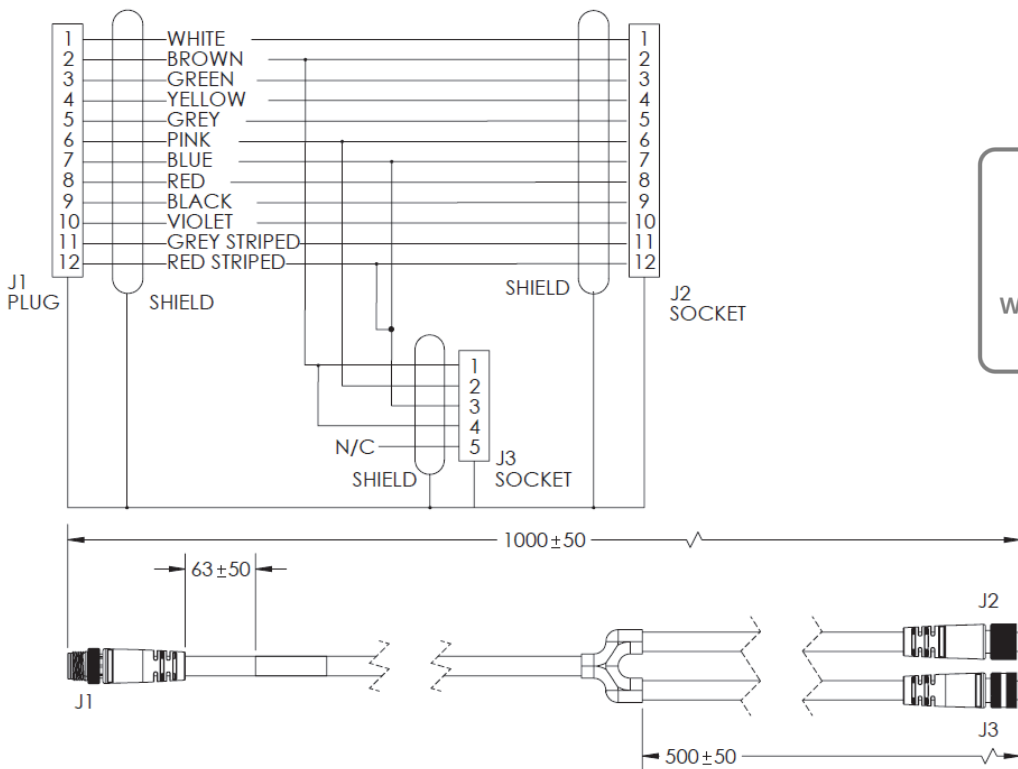 1 WHITE 1
2 BROWN 2
3 GREEN 3
4 YELLOW 4
5 GREY 5
6 PINK 6
7 BLUE 7
8 RED 8
9 BLACK 9
10 VIOLET 10
11 GREY STRIPED 11
12 RED STRIPED 12
J1
PLUG
SHIELD
SHIELD
J2
SOCKET
W
1
2
3
4
N/C 5
SHIELD
J3
SOCKET
1000±50
63±50
J2
J1
J3
500±50